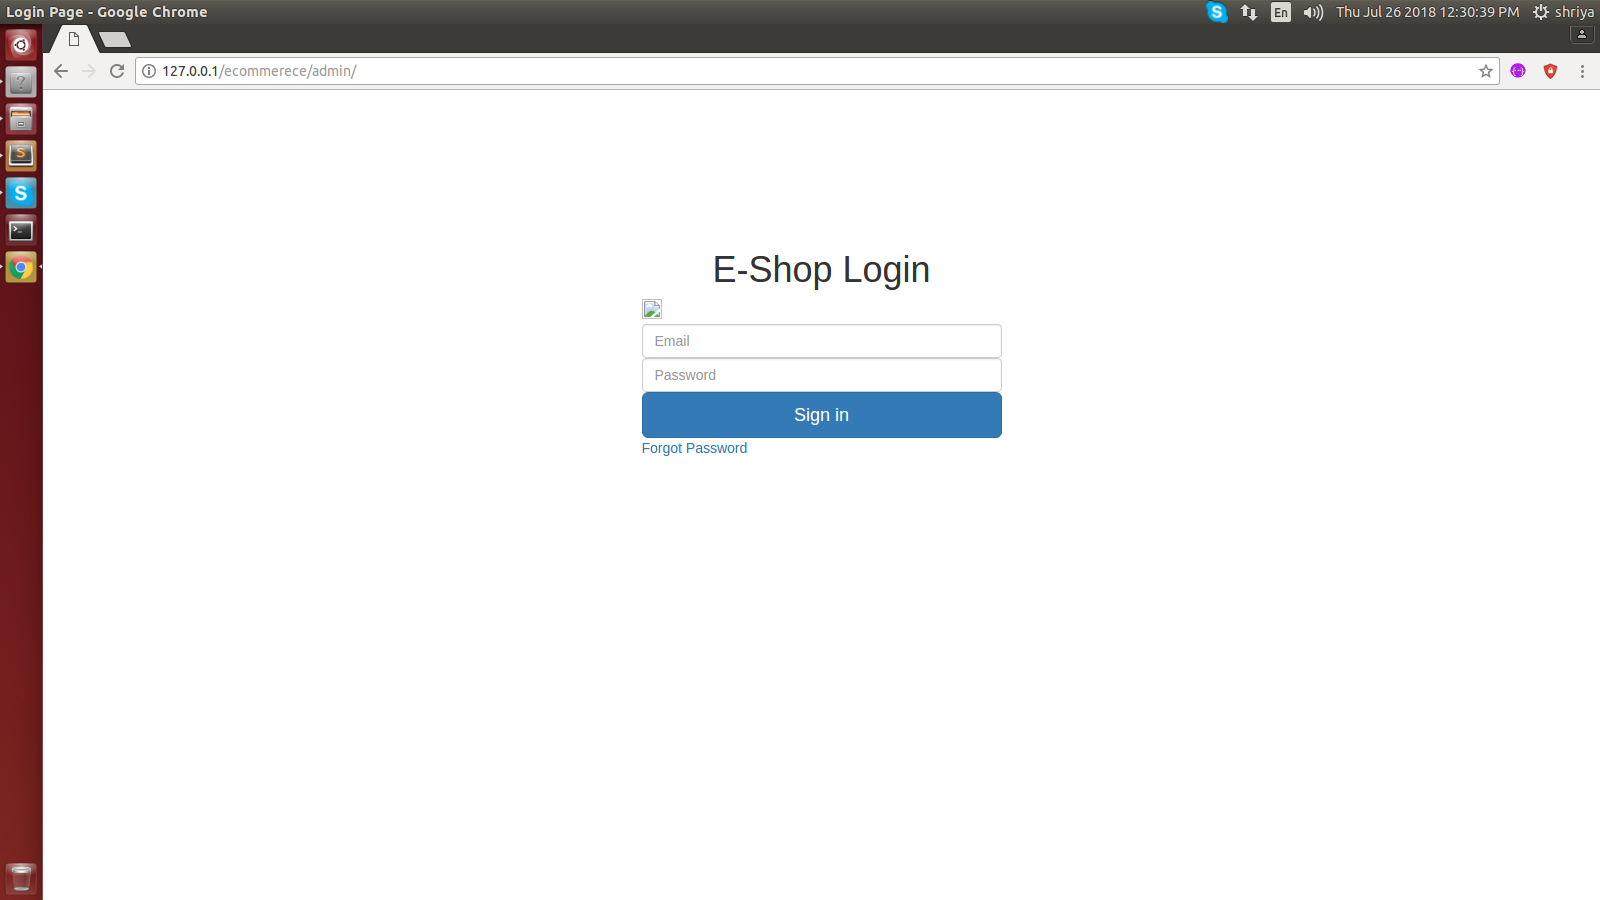 Login Page - Google Chrome
En
Thu Jul 26 2018 12:30:39 PM
shriya
127.0.0.1/ecommerece/admin/
E-Shop Login
Email
Password
Sign in
Forgot Password